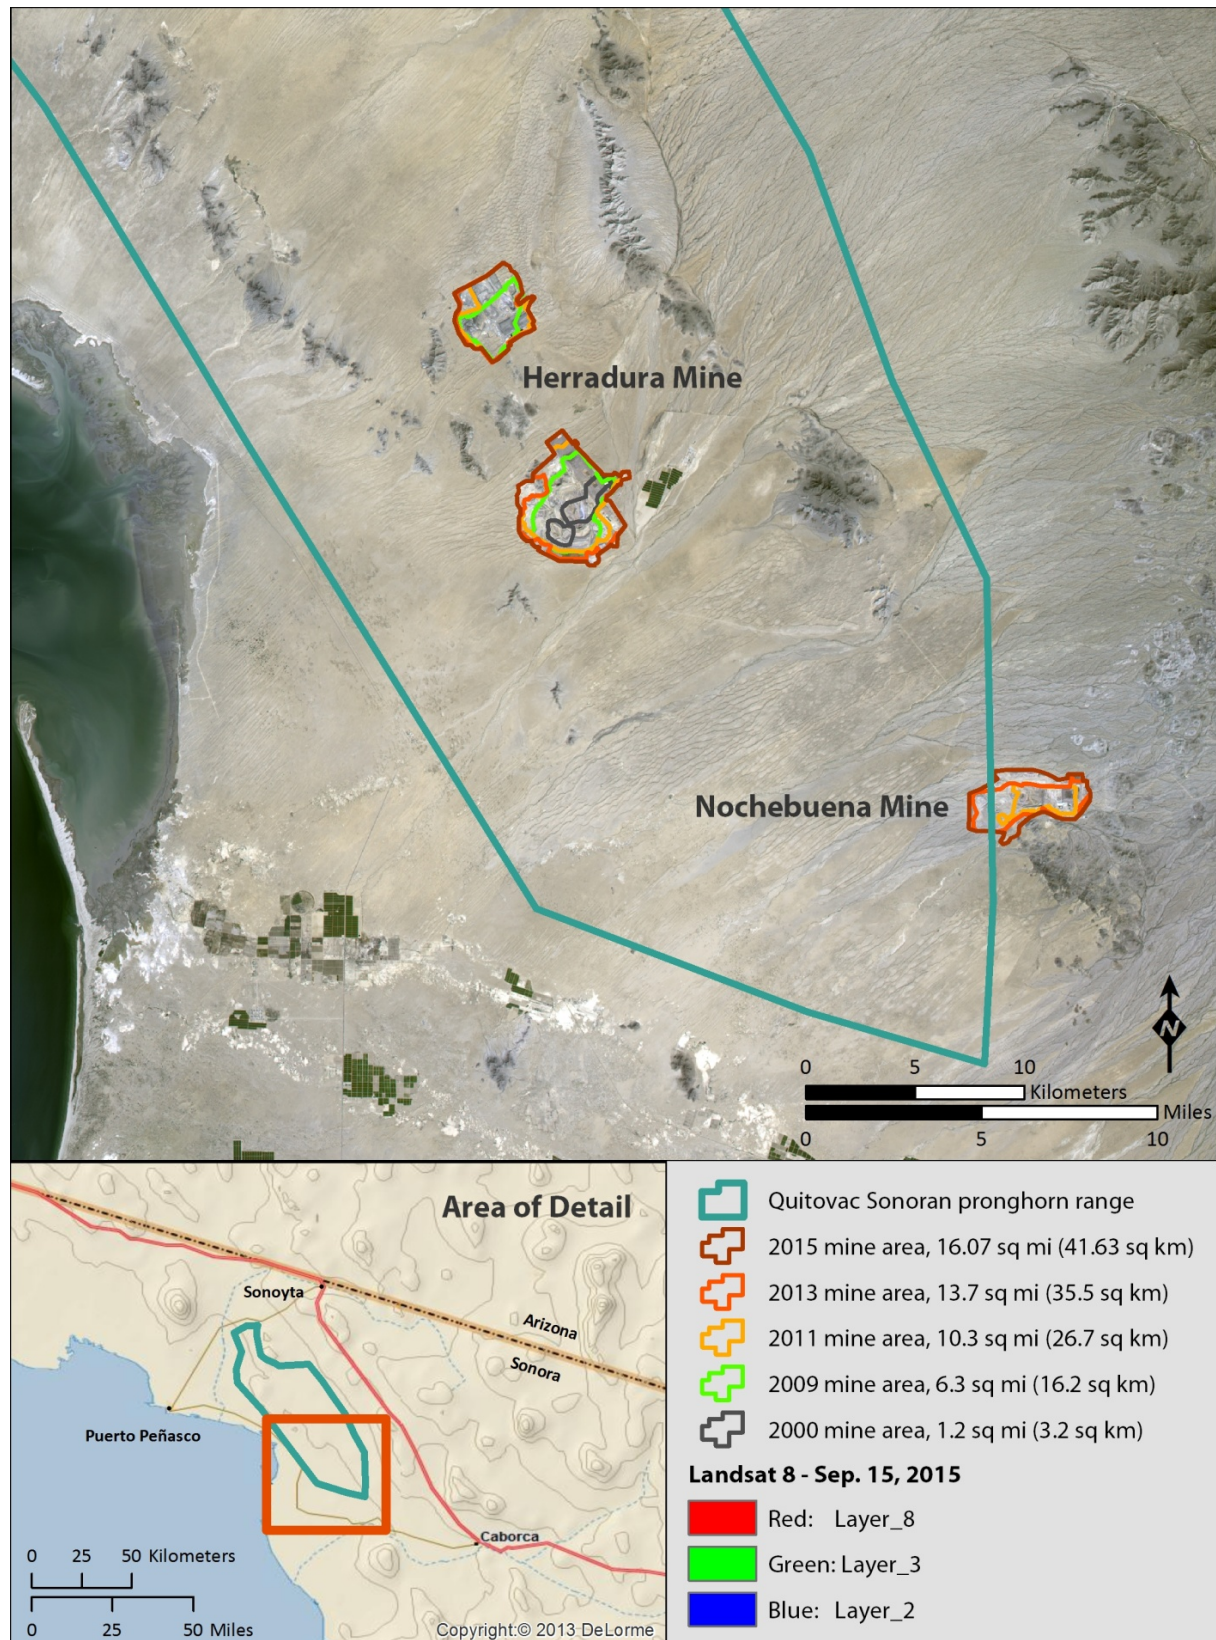 Herradura Mine
Nochebuena Mine
N
0 5 10
Kilometers
Miles
0 5 10
Area of Detail
Sonoyta
Arizona
Sonora
Puerto Peñasco
Caborca
0 25 50 Kilometers
0 25 50 Miles
Copyright:© 2013 DeLorme
Quitovac Sonoran pronghorn range
2015 mine area, 16.07 sq mi (41.63 sq km)
2013 mine area, 13.7 sq mi (35.5 sq km)
2011 mine area, 10.3 sq mi (26.7 sq km)
2009 mine area, 6.3 sq mi (16.2 sq km)
2000 mine area, 1.2 sq mi (3.2 sq km)
Landsat 8 - Sep. 15, 2015
Red: Layer_8
Green: Layer_3
Blue: Layer_2